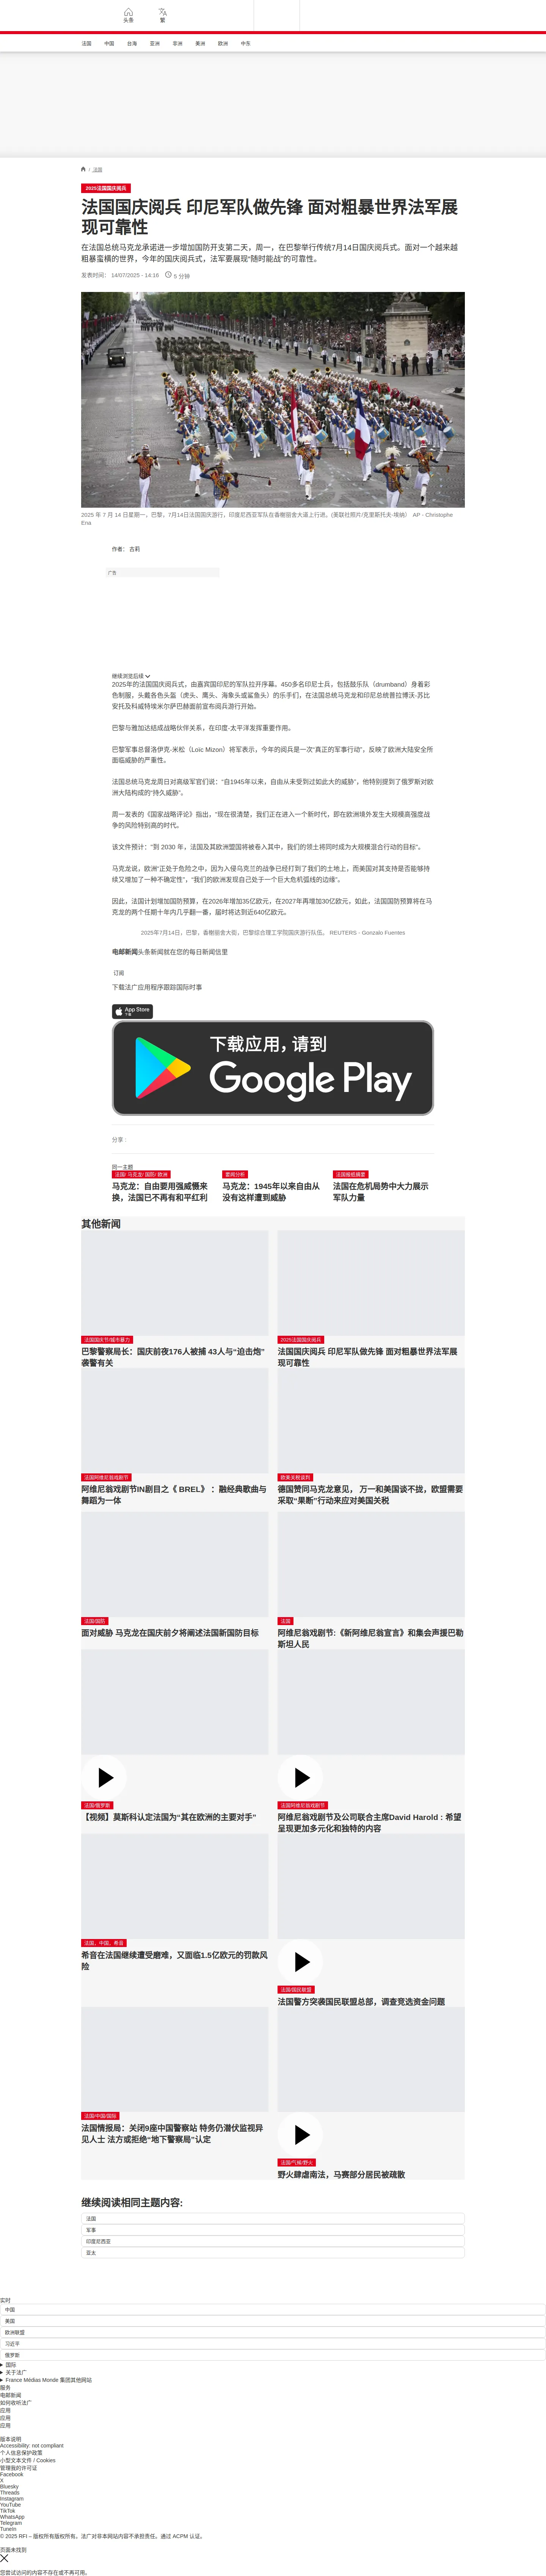 头条
繁
法国
中国
台海
亚洲
非洲
美洲
欧洲
中东
/ 法国
2025法国国庆阅兵
法国国庆阅兵 印尼军队做先锋 面对粗暴世界法军展
现可靠性
在法国总统马克龙承诺进一步增加国防开支第二天，周一，在巴黎举行传统7月14日国庆阅兵式。面对一个越来越
粗暴蛮横的世界，今年的国庆阅兵式，法军要展现“随时能战”的可靠性。
发表时间： 14/07/2025 - 14:16 5 分钟
2025 年 7 月 14 日星期一，巴黎，7月14日法国国庆游行，印度尼西亚军队在香榭丽舍大道上行进。(美联社照片/克里斯托夫·埃纳） AP - Christophe
Ena
作者： 古莉
广告
继续浏览后续
2025年的法国国庆阅兵式，由嘉宾国印尼的军队拉开序幕。450多名印尼士兵，包括鼓乐队（drumband）身着彩
色制服，头戴各色头盔（虎头、鹰头、海象头或鲨鱼头）的乐手们，在法国总统马克龙和印尼总统普拉博沃-苏比
安托及科威特埃米尔萨巴赫面前宣布阅兵游行开始。
巴黎与雅加达结成战略伙伴关系，在印度-太平洋发挥重要作用。
巴黎军事总督洛伊克-米松（Loïc Mizon）将军表示，今年的阅兵是一次“真正的军事行动”，反映了欧洲大陆安全所
面临威胁的严重性。
法国总统马克龙周日对高级军官们说：“自1945年以来，自由从未受到过如此大的威胁”，他特别提到了俄罗斯对欧
洲大陆构成的“持久威胁”。
周一发表的《国家战略评论》指出，“现在很清楚，我们正在进入一个新时代，即在欧洲境外发生大规模高强度战
争的风险特别高的时代。
该文件预计：“到 2030 年，法国及其欧洲盟国将被卷入其中，我们的领土将同时成为大规模混合行动的目标”。
马克龙说，欧洲“正处于危险之中，因为入侵乌克兰的战争已经打到了我们的土地上，而美国对其支持是否能够持
续又增加了一种不确定性”，“我们的欧洲发现自己处于一个巨大危机弧线的边缘”。
因此，法国计划增加国防预算，在2026年增加35亿欧元，在2027年再增加30亿欧元，如此，法国国防预算将在马
克龙的两个任期十年内几乎翻一番，届时将达到近640亿欧元。
2025年7月14日，巴黎，香榭丽舍大街，巴黎综合理工学院国庆游行队伍。 REUTERS - Gonzalo Fuentes
电邮新闻头条新闻就在您的每日新闻信里
订阅
下载法广应用程序跟踪国际时事
App Store
下载
下载应用，请到
Google Play
分享 :
同一主题
法国/ 马克龙/ 国防/ 欧洲
马克龙：自由要用强威慑来
换，法国已不再有和平红利
要闻分析
马克龙：1945年以来自由从
没有这样遭到威胁
法国报纸摘要
法国在危机局势中大力展示
军队力量
其他新闻
法国国庆节/城市暴力
巴黎警察局长：国庆前夜176人被捕 43人与“迫击炮”
袭警有关
2025法国国庆阅兵
法国国庆阅兵 印尼军队做先锋 面对粗暴世界法军展
现可靠性
法国阿维尼翁戏剧节
阿维尼翁戏剧节IN剧目之《 BREL》 ：融经典歌曲与
舞蹈为一体
欧美关税谈判
德国赞同马克龙意见， 万一和美国谈不拢，欧盟需要
采取“果断”行动来应对美国关税
法国/国防
面对威胁 马克龙在国庆前夕将阐述法国新国防目标
法国
阿维尼翁戏剧节:《新阿维尼翁宣言》和集会声援巴勒
斯坦人民
法国/俄罗斯
【视频】莫斯科认定法国为“其在欧洲的主要对手”
法国阿维尼翁戏剧节
阿维尼翁戏剧节及公司联合主席David Harold : 希望
呈现更加多元化和独特的内容
法国，中国，希音
希音在法国继续遭受磨难，又面临1.5亿欧元的罚款风
险
法国/国民联盟
法国警方突袭国民联盟总部，调查竞选资金问题
法国/中国/国际
法国情报局：关闭9座中国警察站 特务仍潜伏监视异
见人士 法方或拒绝“地下警察局”认定
法国/气候/野火
野火肆虐南法，马赛部分居民被疏散
继续阅读相同主题内容:
法国
军事
印度尼西亚
亚太
实时
中国
美国
欧洲联盟
习近平
俄罗斯
国际
关于法广
France Médias Monde 集团其他网站
服务
电邮新闻
如何收听法广
应用
应用
应用
版本说明
Accessibility: not compliant
个人信息保护政策
小型文本文件 / Cookies
管理我的许可证
Facebook
X
Bluesky
Threads
Instagram
YouTube
TikTok
WhatsApp
Telegram
TuneIn
© 2025 RFI – 版权所有版权所有。法广对非本网站内容不承担责任。通过 ACPM 认证。
页面未找到
您尝试访问的内容不存在或不再可用。